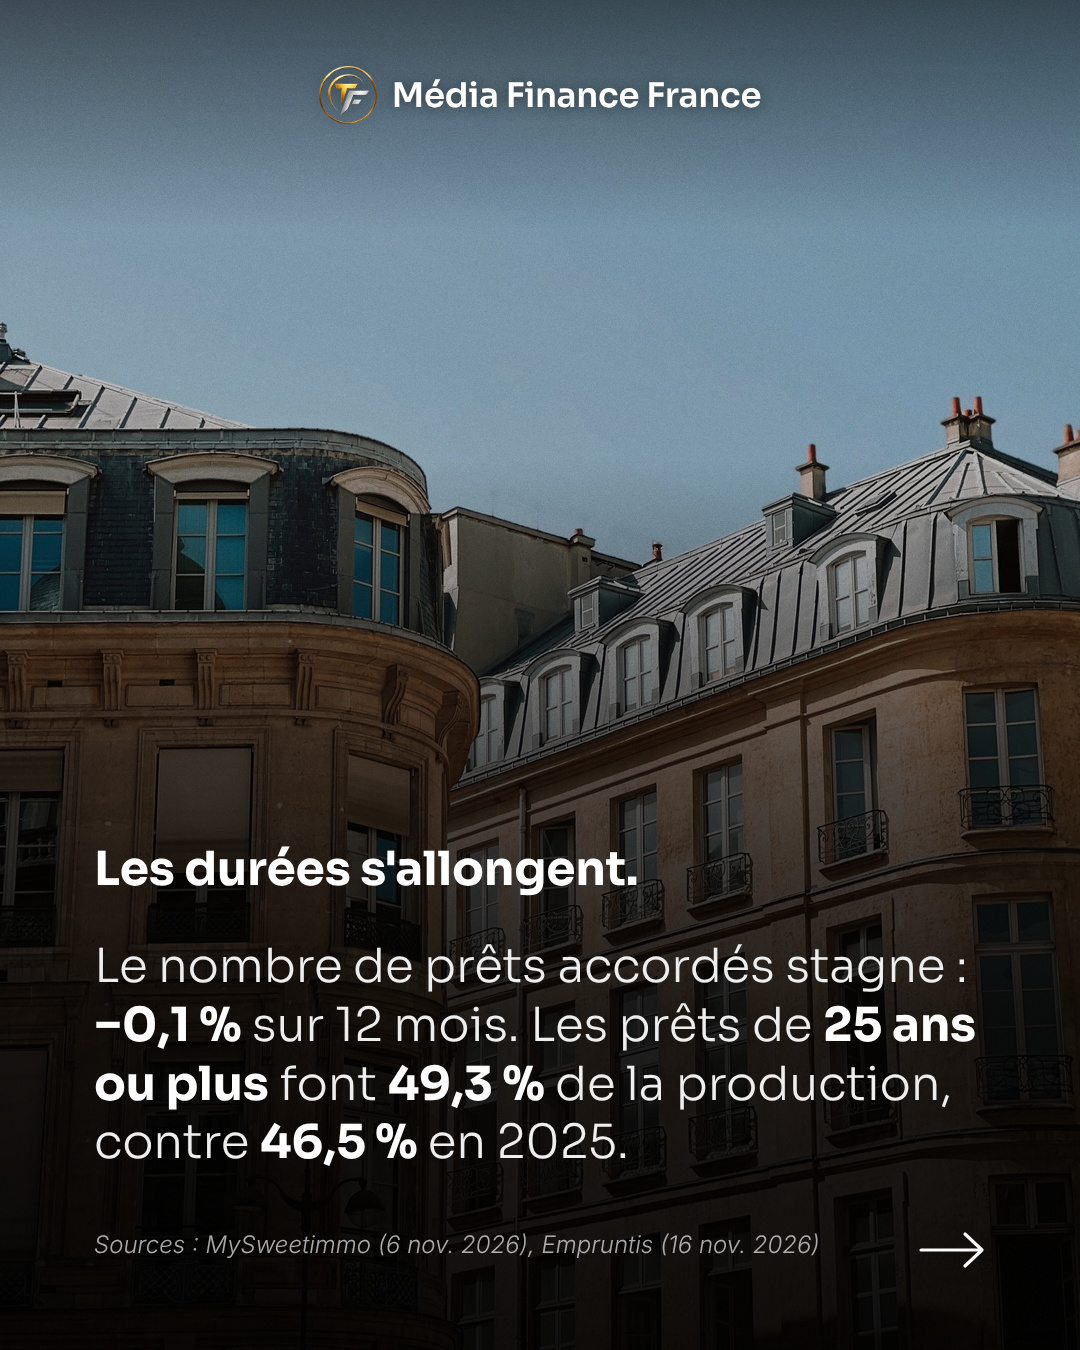 TF Média Finance France
Les durées s'allongent.
Le nombre de prêts accordés stagne :
–0,1 % sur 12 mois. Les prêts de 25 ans
ou plus font 49,3 % de la production,
contre 46,5 % en 2025.
Sources : MySweetimmo (6 nov. 2026), Empruntis (16 nov. 2026)